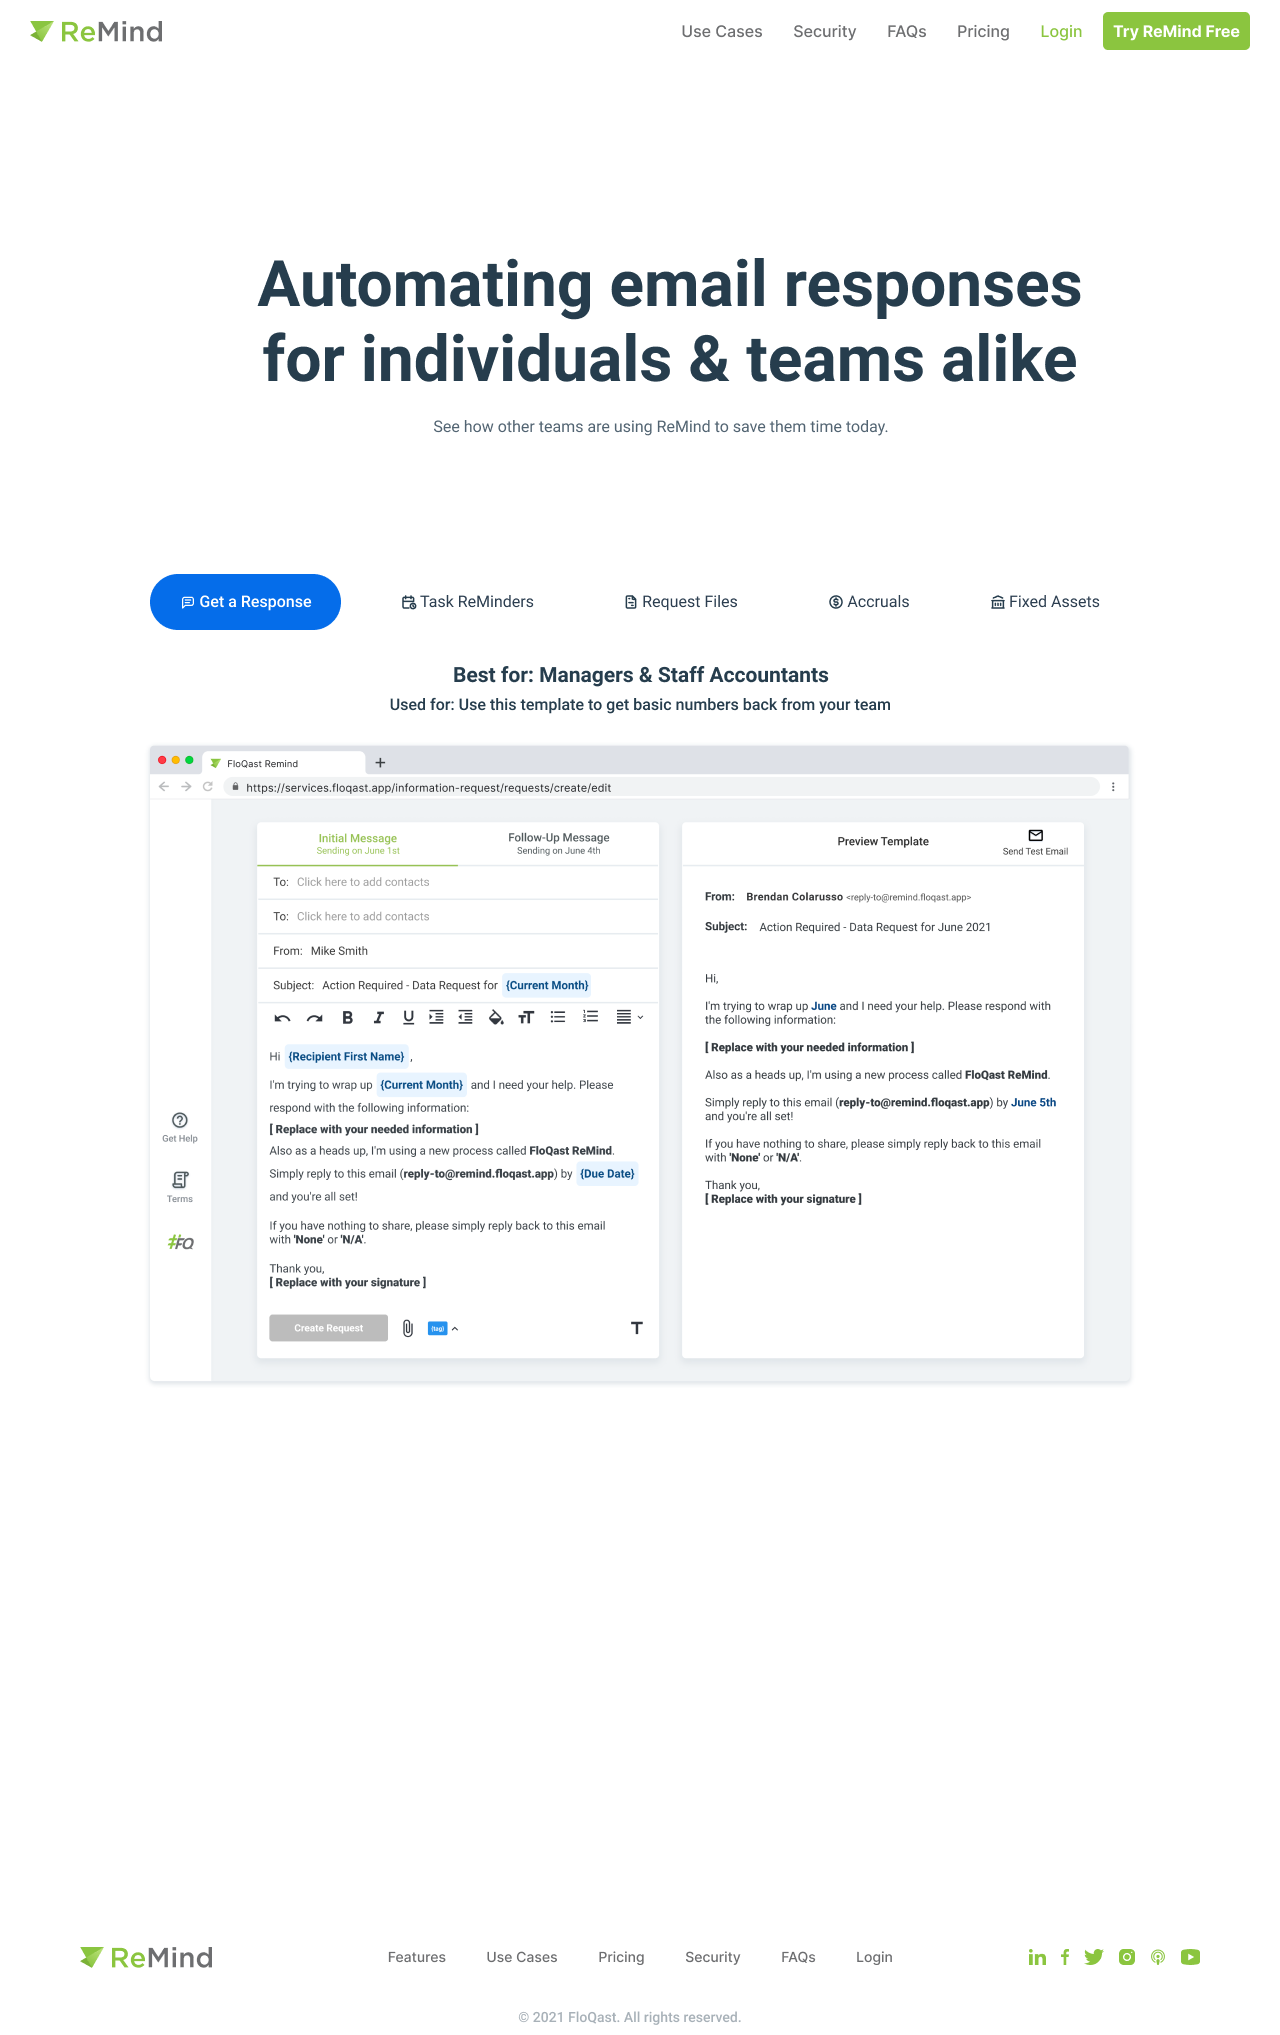 ReMind
Use Cases Security FAQs Pricing Login Try ReMind Free
Automating email responses
for individuals & teams alike
See how other teams are using ReMind to save them time today.
Get a Response Task ReMinders Request Files Accruals Fixed Assets
Best for: Managers & Staff Accountants
Used for: Use this template to get basic numbers back from your team
FloQast Remind
https://services.floqast.app/information-request/requests/create/edit
Get Help
Terms
#FQ
Initial Message
Sending on June 1st
Follow-Up Message
Sending on June 4th
To: Click here to add contacts
To: Click here to add contacts
From: Mike Smith
Subject: Action Required - Data Request for {Current Month}
Hi {Recipient First Name} ,
I'm trying to wrap up {Current Month} and I need your help. Please
respond with the following information:
[ Replace with your needed information ]
Also as a heads up, I'm using a new process called FloQast ReMind.
Simply reply to this email (reply-to@remind.floqast.app) by {Due Date}
and you're all set!
If you have nothing to share, please simply reply back to this email
with 'None' or 'N/A'.
Thank you,
[ Replace with your signature ]
Create Request
{tag}
Preview Template
Send Test Email
From: Brendan Colarusso <reply-to@remind.floqast.app>
Subject: Action Required - Data Request for June 2021
Hi,
I'm trying to wrap up June and I need your help. Please respond with
the following information:
[ Replace with your needed information ]
Also as a heads up, I'm using a new process called FloQast ReMind.
Simply reply to this email (reply-to@remind.floqast.app) by June 5th
and you're all set!
If you have nothing to share, please simply reply back to this email
with 'None' or 'N/A'.
Thank you,
[ Replace with your signature ]
ReMind
Features Use Cases Pricing Security FAQs Login
© 2021 FloQast. All rights reserved.